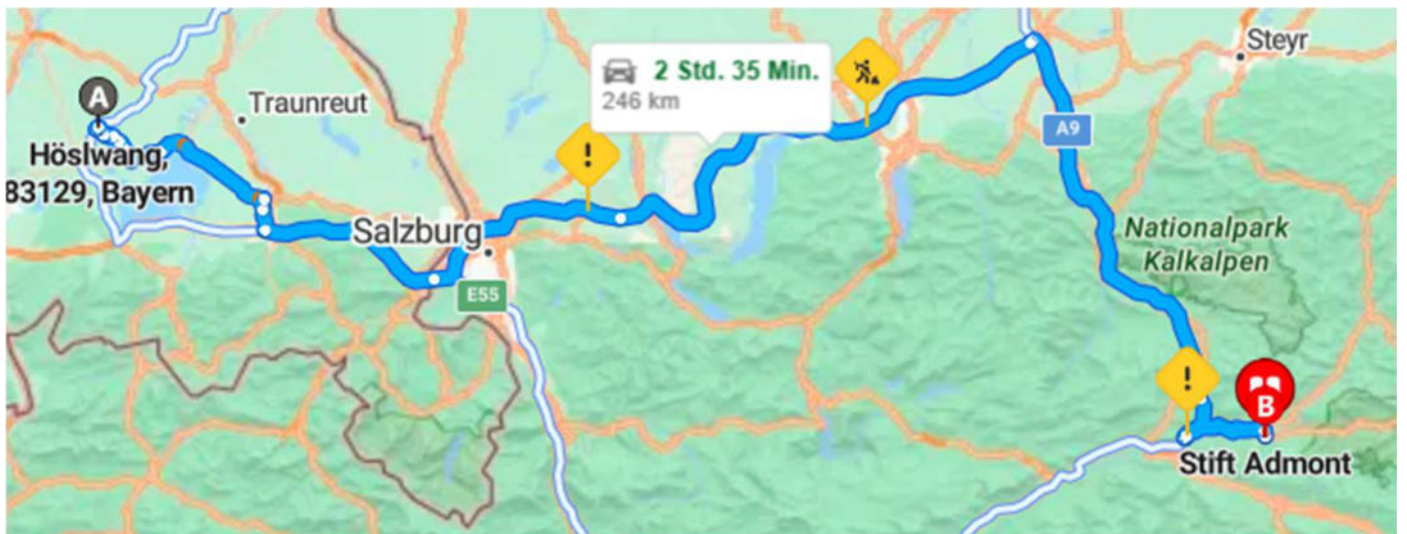 Steyr
2 Std. 35 Min.
246 km
A
Traunreut
A9
Höslwang,
83129, Bayern
Salzburg
Nationalpark
Kalkalpen
E55
B
Stift Admont